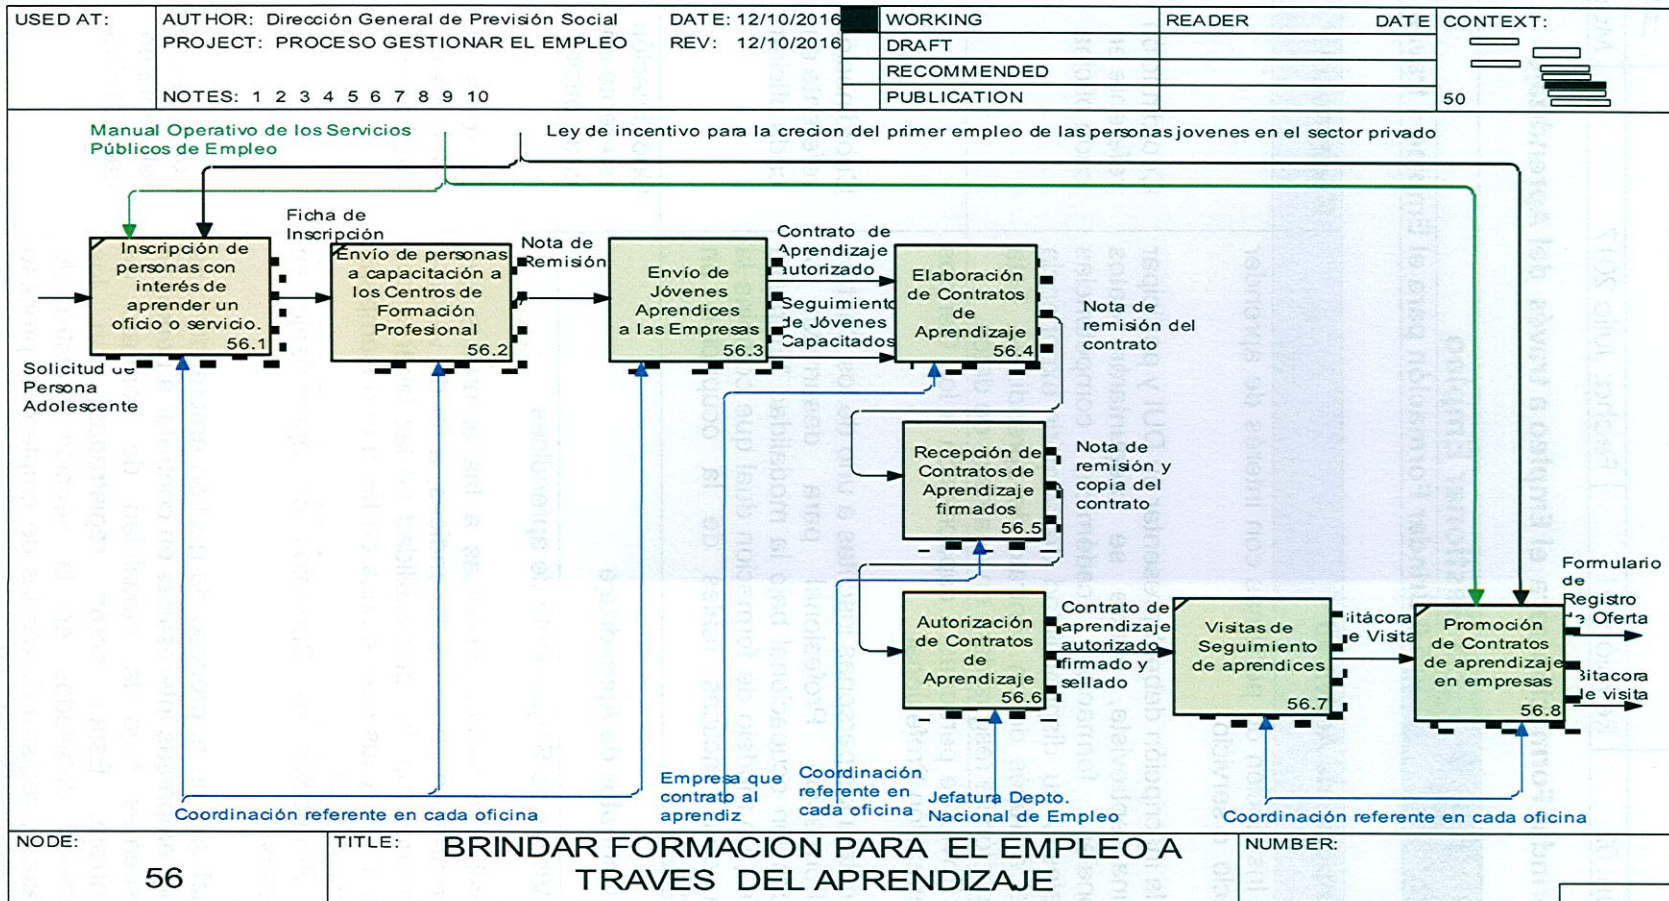 USED AT:
AUTHOR: Dirección General de Previsión Social
DATE: 12/10/2016
PROJECT: PROCESO GESTIONAR EL EMPLEO
REV: 12/10/2016
NOTES: 1 2 3 4 5 6 7 8 9 10
WORKING
DRAFT
RECOMMENDED
PUBLICATION
READER
DATE
CONTEXT:
50
Manual Operativo de los Servicios
Públicos de Empleo
Ley de incentivo para la crecion del primer empleo de las personas jovenes en el sector privado
Solicitud de
Persona
Adolescente
Inscripción de
personas con
interés de
aprender un
oficio o servicio.
56.1
Ficha de
Inscripción
Envío de personas
a capacitación a
los Centros de
Formación
Profesional
56.2
Nota de
Remisión
Envío de
Jóvenes
Aprendices
a las Empresas
56.3
Contrato de
Aprendizaje
autorizado
Seguimiento
de Jóvenes
Capacitados
Elaboración
de Contratos
de
Aprendizaje
56.4
Nota de
remisión del
contrato
Recepción de
Contratos de
Aprendizaje
firmados
56.5
Nota de
remisión y
copia del
contrato
Autorización
de Contratos
de
Aprendizaje
56.6
Contrato de
aprendizaje
autorizado
firmado y
sellado
Visitas de
Seguimiento
de aprendices
56.7
de Visita
Promoción
de Contratos
de aprendizaje
en empresas
56.8
Formulario
de
Registro
de Oferta
de visita
Coordinación referente en cada oficina
Empresa que
contrato al
aprendiz
Coordinación
referente en
cada oficina
Jefatura Depto.
Nacional de Empleo
Coordinación referente en cada oficina
NODE:
56
TITLE:
BRINDAR FORMACION PARA EL EMPLEO A
TRAVES DEL APRENDIZAJE
NUMBER: